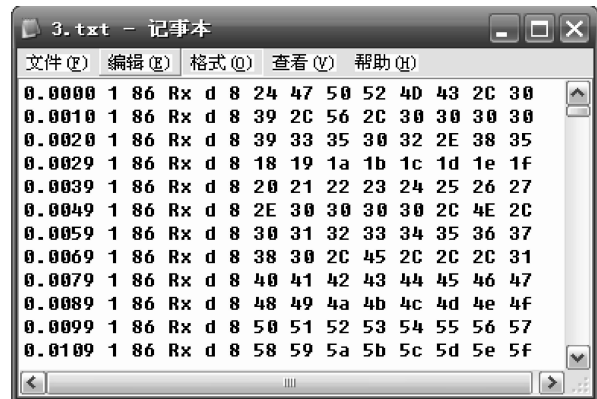 3.txt - 记事本
文件(F) 编辑(E) 格式(O) 查看(V) 帮助(H)
0.0000 1 86 Rx d 8 24 47 50 52 4D 43 2C 30
0.0010 1 86 Rx d 8 39 2C 56 2C 30 30 30 30
0.0020 1 86 Rx d 8 39 33 35 30 32 2E 38 35
0.0029 1 86 Rx d 8 18 19 1a 1b 1c 1d 1e 1f
0.0039 1 86 Rx d 8 20 21 22 23 24 25 26 27
0.0049 1 86 Rx d 8 2E 30 30 30 30 2C 4E 2C
0.0059 1 86 Rx d 8 30 31 32 33 34 35 36 37
0.0069 1 86 Rx d 8 38 30 2C 45 2C 2C 2C 31
0.0079 1 86 Rx d 8 40 41 42 43 44 45 46 47
0.0089 1 86 Rx d 8 48 49 4a 4b 4c 4d 4e 4f
0.0099 1 86 Rx d 8 50 51 52 53 54 55 56 57
0.0109 1 86 Rx d 8 58 59 5a 5b 5c 5d 5e 5f